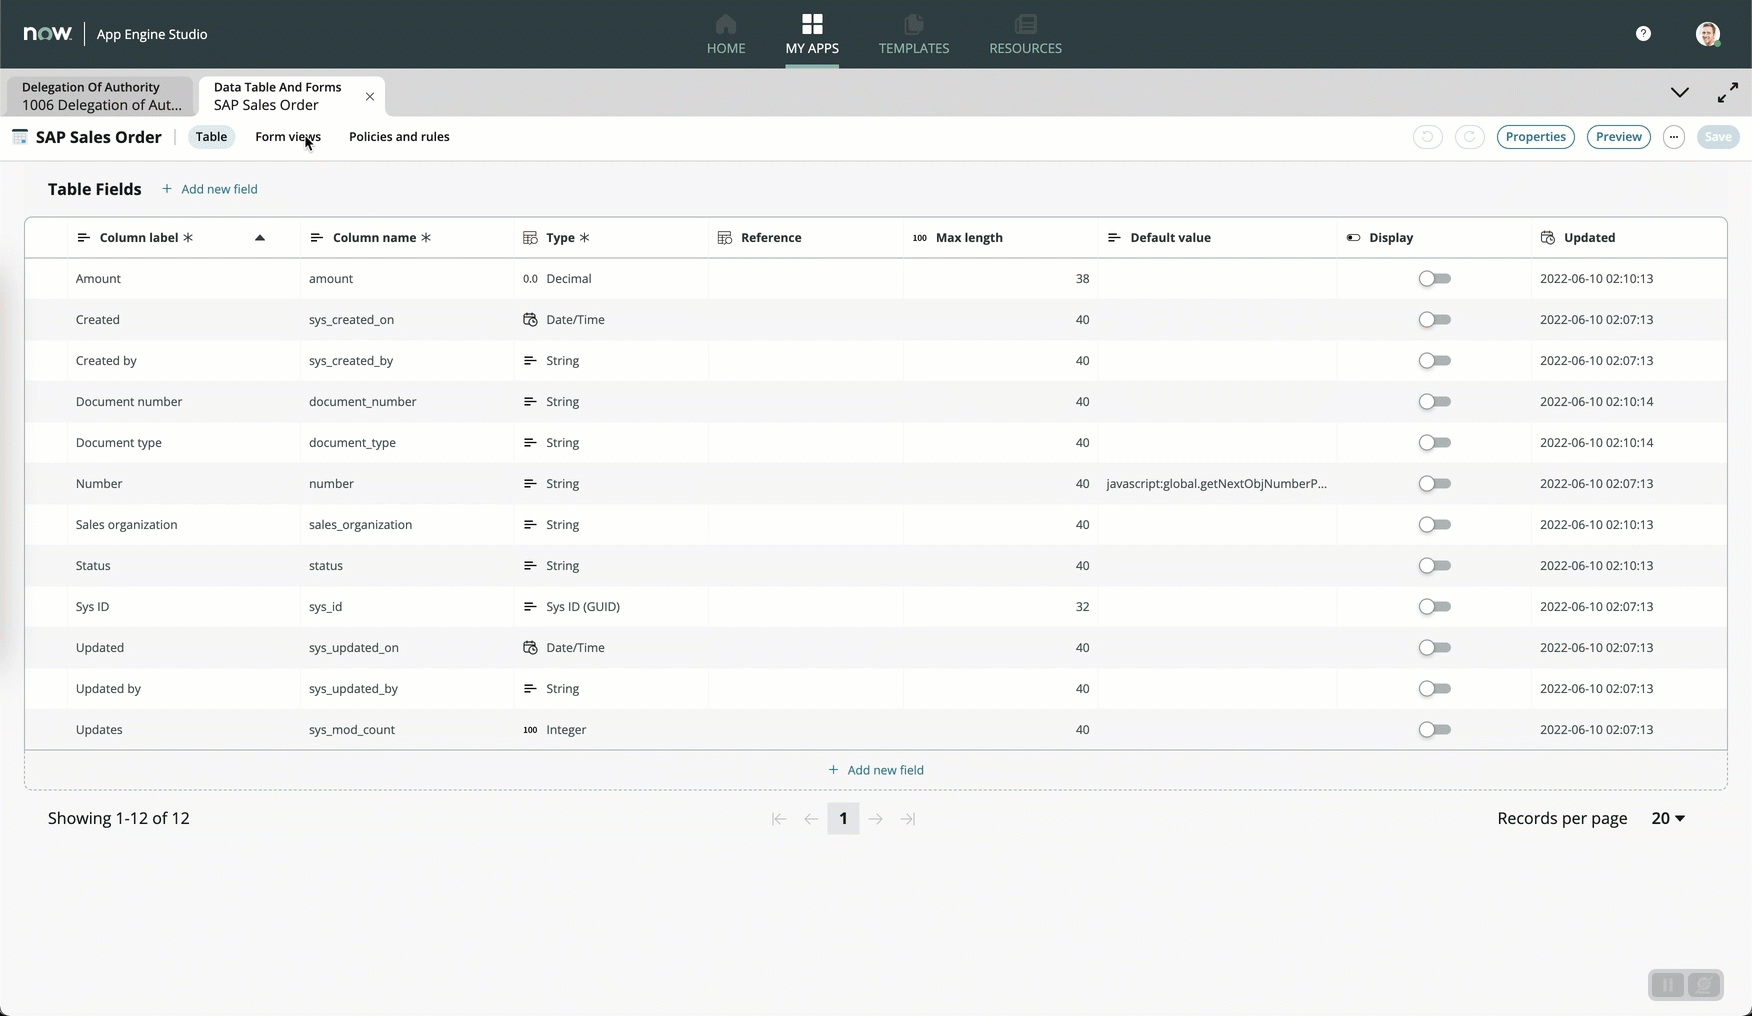 now. App Engine Studio
HOME MY APPS TEMPLATES RESOURCES
?
Delegation Of Authority
1006 Delegation of Aut...
Data Table And Forms
SAP Sales Order
SAP Sales Order Table Form views Policies and rules Properties Preview ... Save
Table Fields + Add new field
Column label * Column name * Type * Reference 100 Max length Default value Display Updated
Amount amount 0.0 Decimal 38 2022-06-10 02:10:13
Created sys_created_on Date/Time 40 2022-06-10 02:07:13
Created by sys_created_by String 40 2022-06-10 02:07:13
Document number document_number String 40 2022-06-10 02:10:14
Document type document_type String 40 2022-06-10 02:10:14
Number number String 40 javascript:global.getNextObjNumberP... 2022-06-10 02:07:13
Sales organization sales_organization String 40 2022-06-10 02:10:13
Status status String 40 2022-06-10 02:10:13
Sys ID sys_id Sys ID (GUID) 32 2022-06-10 02:07:13
Updated sys_updated_on Date/Time 40 2022-06-10 02:07:13
Updated by sys_updated_by String 40 2022-06-10 02:07:13
Updates sys_mod_count 100 Integer 40 2022-06-10 02:07:13
+ Add new field
Showing 1-12 of 12 1 Records per page 20